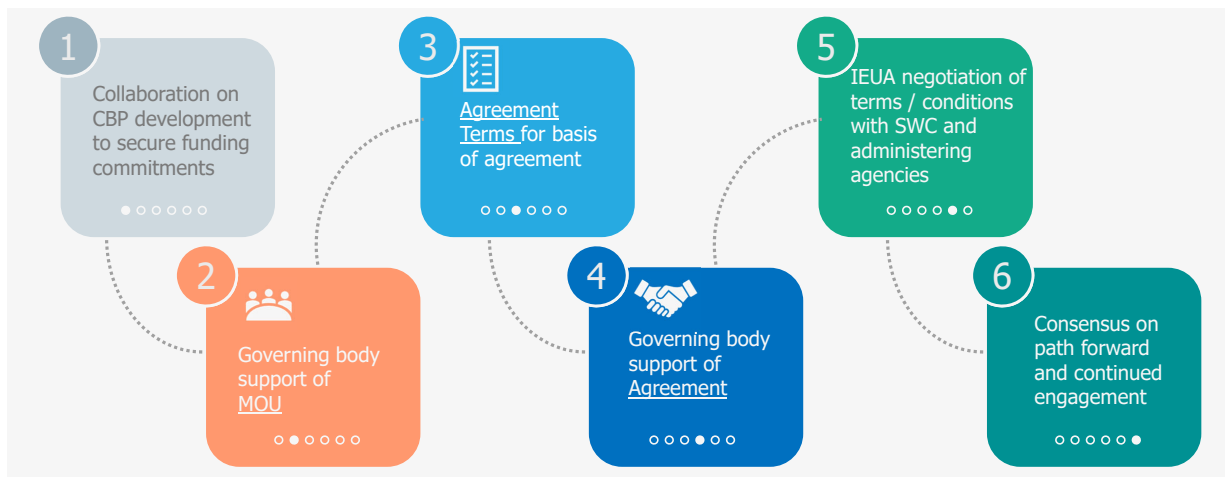 1
Collaboration on
CBP development
to secure funding
commitments
2
Governing body
support of
MOU
3
Agreement
Terms for basis
of agreement
4
Governing body
support of
Agreement
5
IEUA negotiation of
terms / conditions
with SWC and
administering
agencies
6
Consensus on
path forward
and continued
engagement